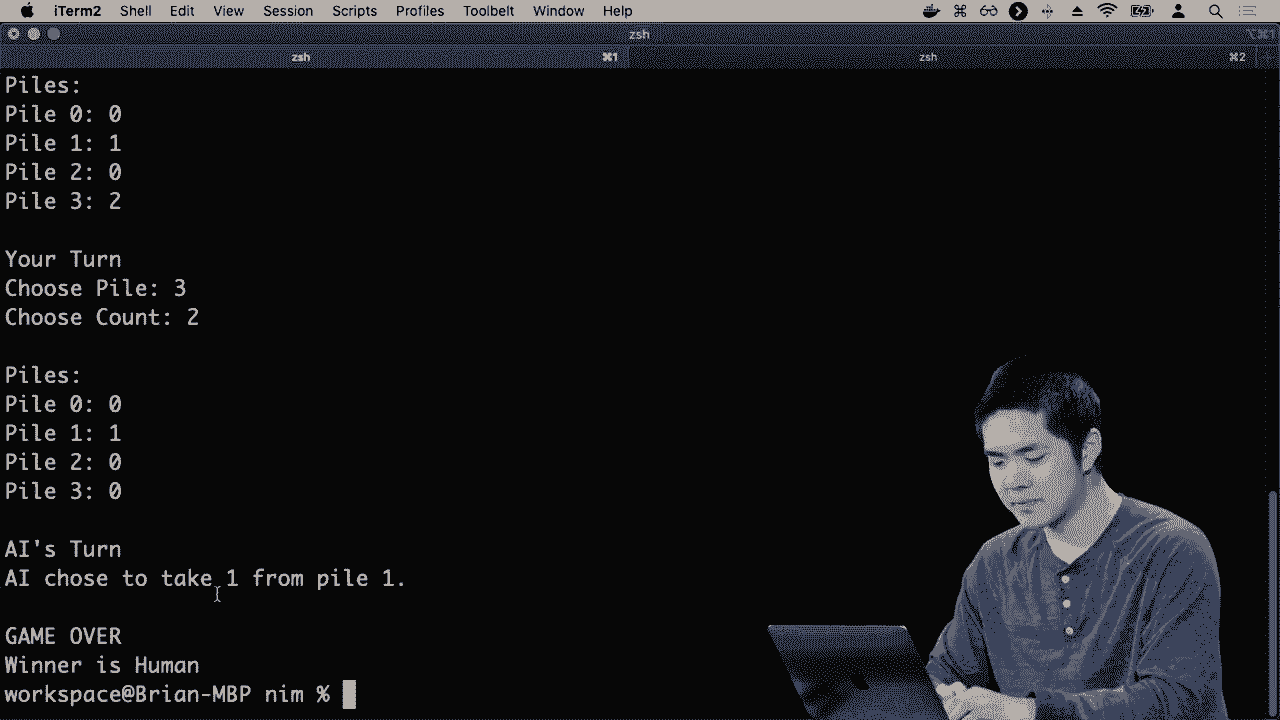 iTerm2 Shell Edit View Session Scripts Profiles Toolbelt Window Help
zsh ⌥⌘1
zsh ⌘1 zsh ⌘2
Piles:
Pile 0: 0
Pile 1: 1
Pile 2: 0
Pile 3: 2
Your Turn
Choose Pile: 3
Choose Count: 2
Piles:
Pile 0: 0
Pile 1: 1
Pile 2: 0
Pile 3: 0
AI's Turn
AI chose to take 1 from pile 1.
GAME OVER
Winner is Human
workspace@Brian-MBP nim %